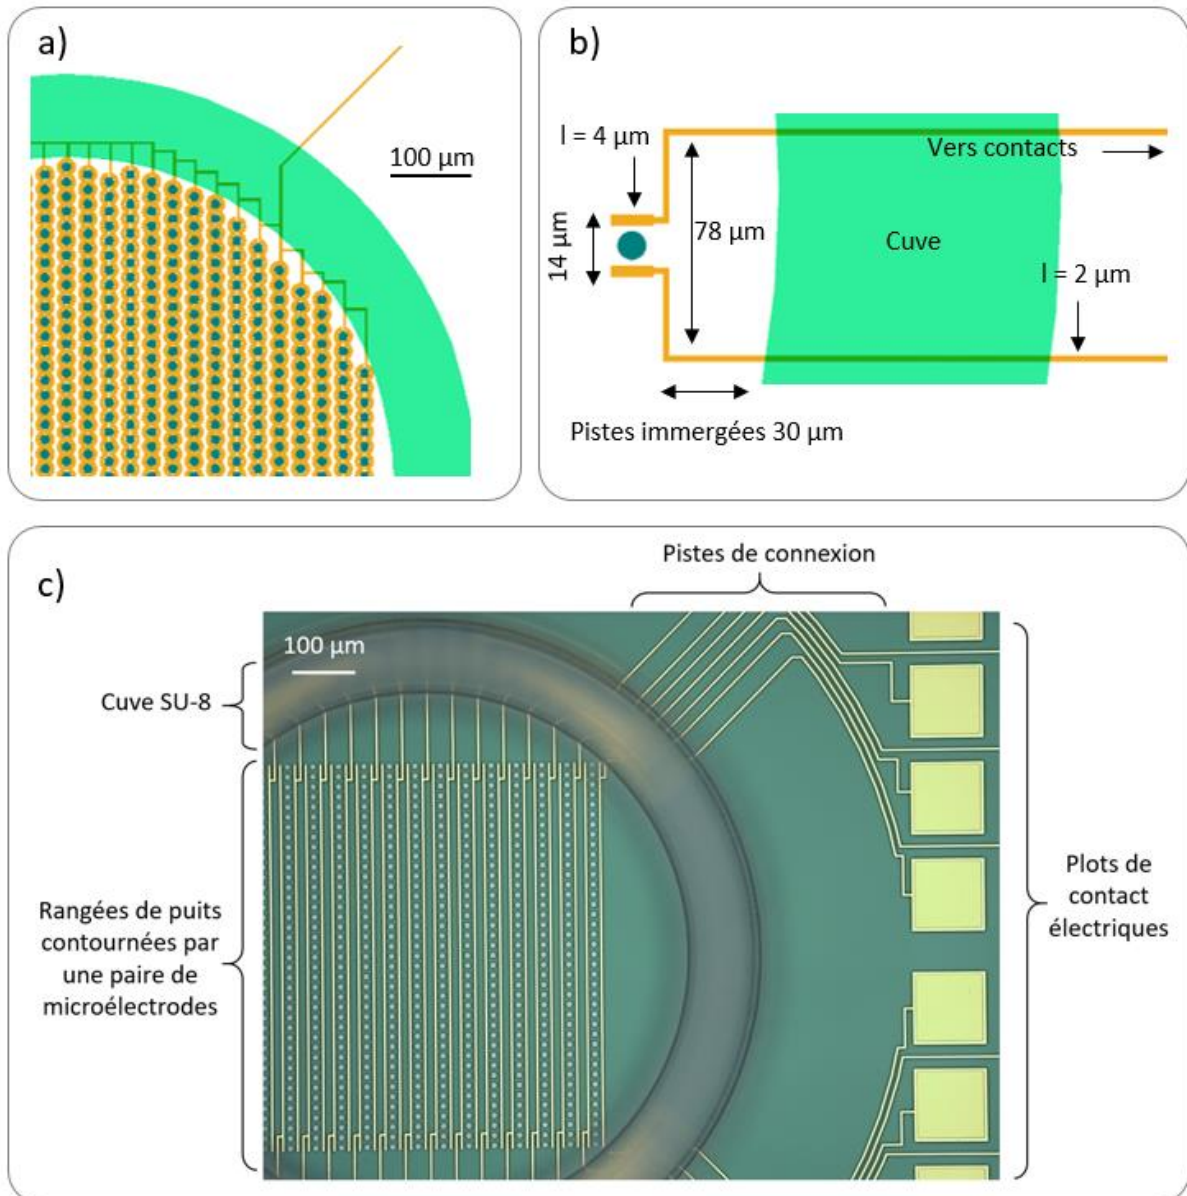 a)
100 µm
b)
l = 4 µm
14 µm
78 µm
Vers contacts
Cuve
l = 2 µm
Pistes immergées 30 µm
c)
Pistes de connexion
100 µm
Cuve SU-8
Rangées de puits
contournées par
une paire de
microélectrodes
Plots de
contact
électriques